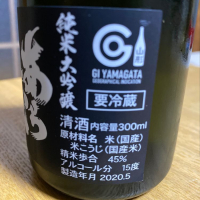 純米大吟醸
山形
GI YAMAGATA
GEOGRAPHICAL INDICATION
要冷蔵
清酒 内容量300ml
原材料名 米(国産)
米こうじ(国産米)
精米歩合 45%
アルコール分 15度
製造年月 2020.5